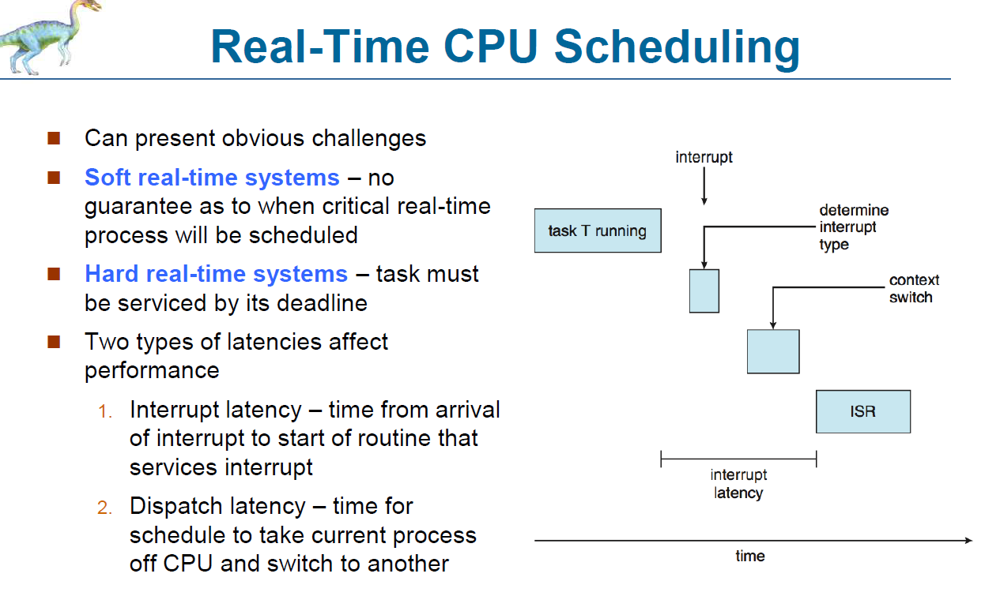 Real-Time CPU Scheduling
Can present obvious challenges
Soft real-time systems – no
guarantee as to when critical real-time
process will be scheduled
Hard real-time systems – task must
be serviced by its deadline
Two types of latencies affect
performance
1. Interrupt latency – time from arrival
of interrupt to start of routine that
services interrupt
2. Dispatch latency – time for
schedule to take current process
off CPU and switch to another
interrupt
task T running
determine
interrupt
type
context
switch
ISR
interrupt
latency
time